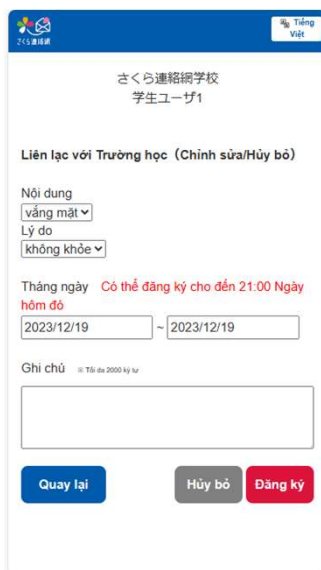 さくら連絡網
Tiếng
Việt
さくら連絡網学校
学生ユーザ1
Liên lạc với Trường học（Chỉnh sửa/Hủy bỏ）
Nội dung
vắng mặt
Lý do
không khỏe
Tháng ngày Có thể đăng ký cho đến 21:00 Ngày
hôm đó
2023/12/19 ~ 2023/12/19
Ghi chú ※ Tối đa 2000 ký tự
Quay lại Hủy bỏ Đăng ký